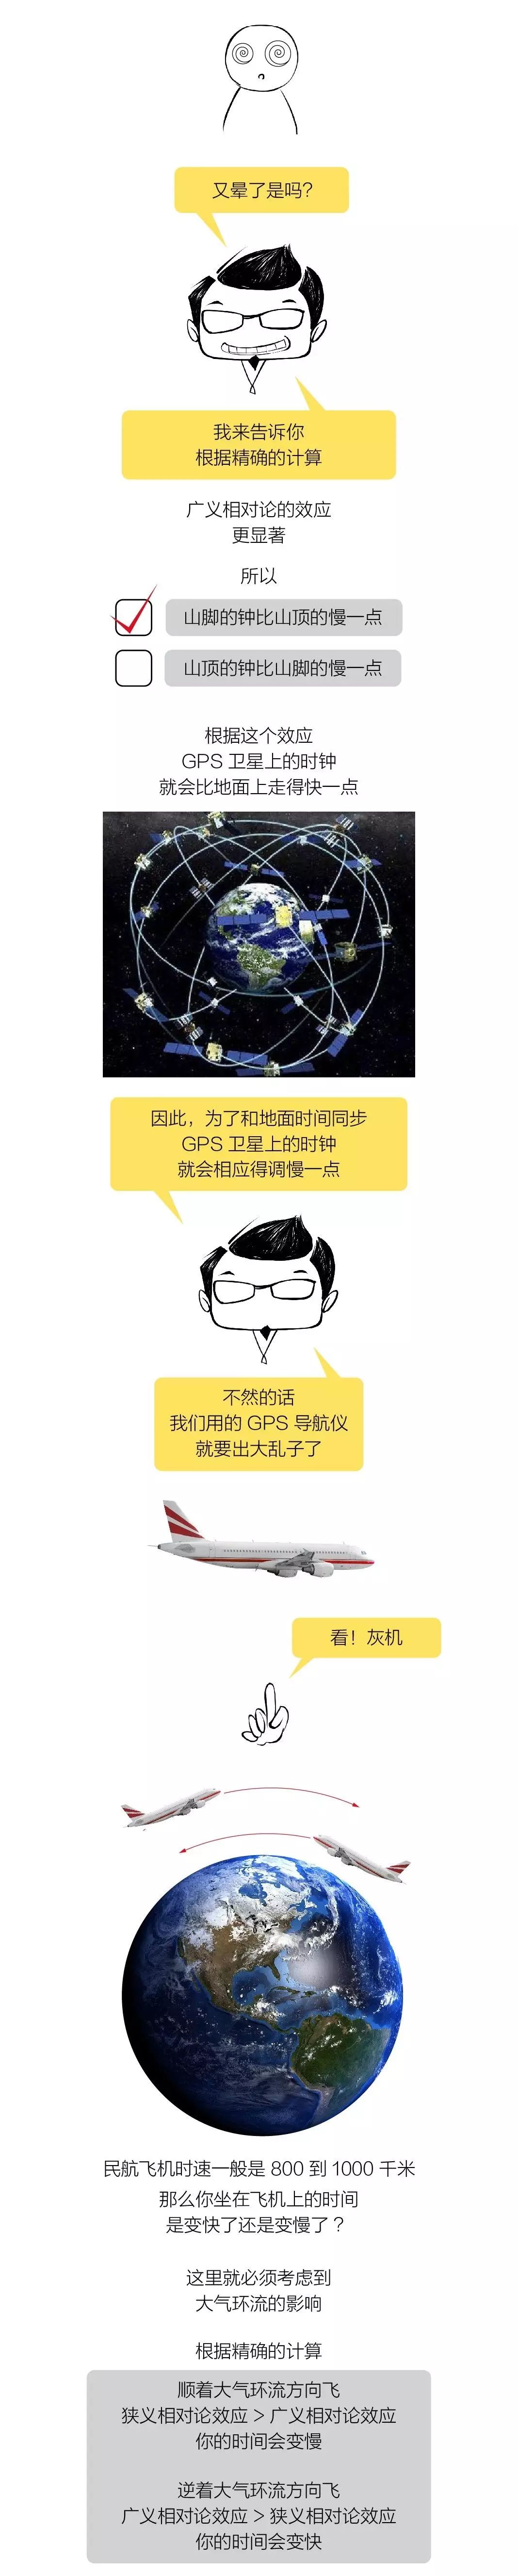 又晕了是吗?
我来告诉你
根据精确的计算
广义相对论的效应
更显著
所以
山脚的钟比山顶的慢一点
山顶的钟比山脚的慢一点
根据这个效应
GPS 卫星上的时钟
就会比地面上走得快一点
因此，为了和地面时间同步
GPS 卫星上的时钟
就会相应得调慢一点
不然的话
我们用的 GPS 导航仪
就要出大乱子了
看！灰机
民航飞机时速一般是 800 到 1000 千米
那么你坐在飞机上的时间
是变快了还是变慢了？
这里就必须考虑到
大气环流的影响
根据精确的计算
顺着大气环流方向飞
狭义相对论效应 > 广义相对论效应
你的时间会变慢
逆着大气环流方向飞
广义相对论效应 > 狭义相对论效应
你的时间会变快